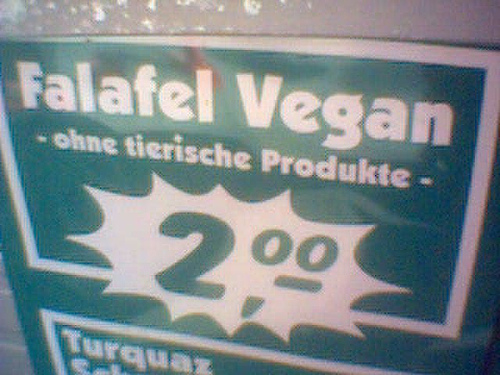 Falafel Vegan
- ohne tierische Produkte -
2,00
Turquaz